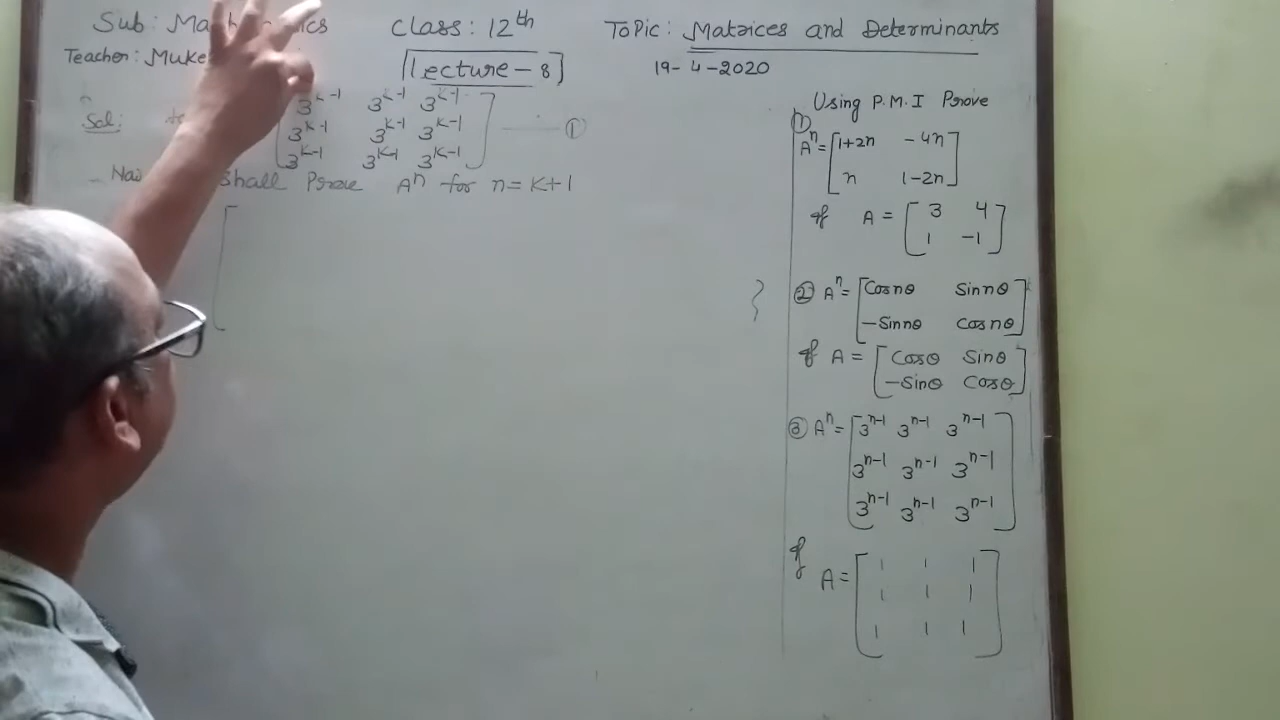 Sub: Mathematics Class: 12th Topic: Matrices and Determinants
Teacher: Muke Lecture - 8 19-4-2020
Sol:
3^k-1 3^k-1 3^k-1
3^k-1 3^k-1 3^k-1 ①
3^k-1 3^k-1 3^k-1
shall Prove A^n for n = k+1
Using P.M.I Prove
① A^n = [1+2n -4n
n 1-2n]
if A = [3 4
1 -1]
② A^n = [Cos nθ Sin nθ
-Sin nθ Cos nθ]
if A = [Cosθ Sinθ
-Sinθ Cosθ]
③ A^n = [3^n-1 3^n-1 3^n-1
3^n-1 3^n-1 3^n-1
3^n-1 3^n-1 3^n-1]
if
A = [1 1 1
1 1 1
1 1 1]